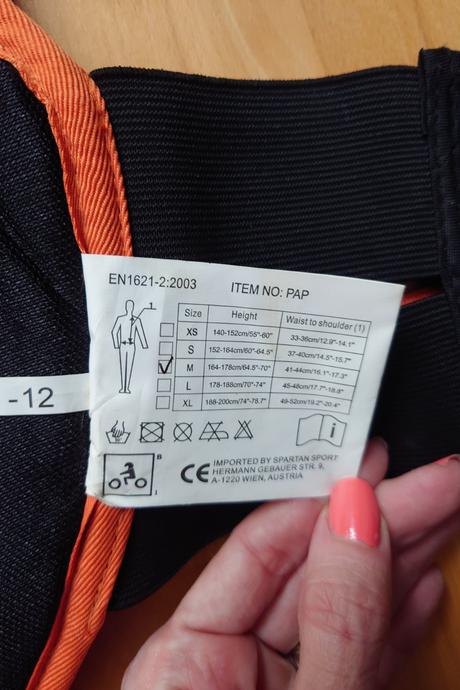 EN1621-2:2003
ITEM NO: PAP
1
Size Height Waist to shoulder (1)
XS 140-152cm/55"-60" 33-36cm/12.9"-14.1"
S 152-164cm/60"-64.5" 37-40cm/14.5"-15.7"
M 164-178cm/64.5"-70" 41-44cm/16.1"-17.3"
L 178-188cm/70"-74" 45-48cm/17.7"-18.8"
XL 188-200cm/74"-78.7" 49-52cm/19.2"-20.4"
-12
i
B
1
CE IMPORTED BY SPARTAN SPORT
HERMANN GEBAUER STR. 9,
A-1220 WIEN, AUSTRIA